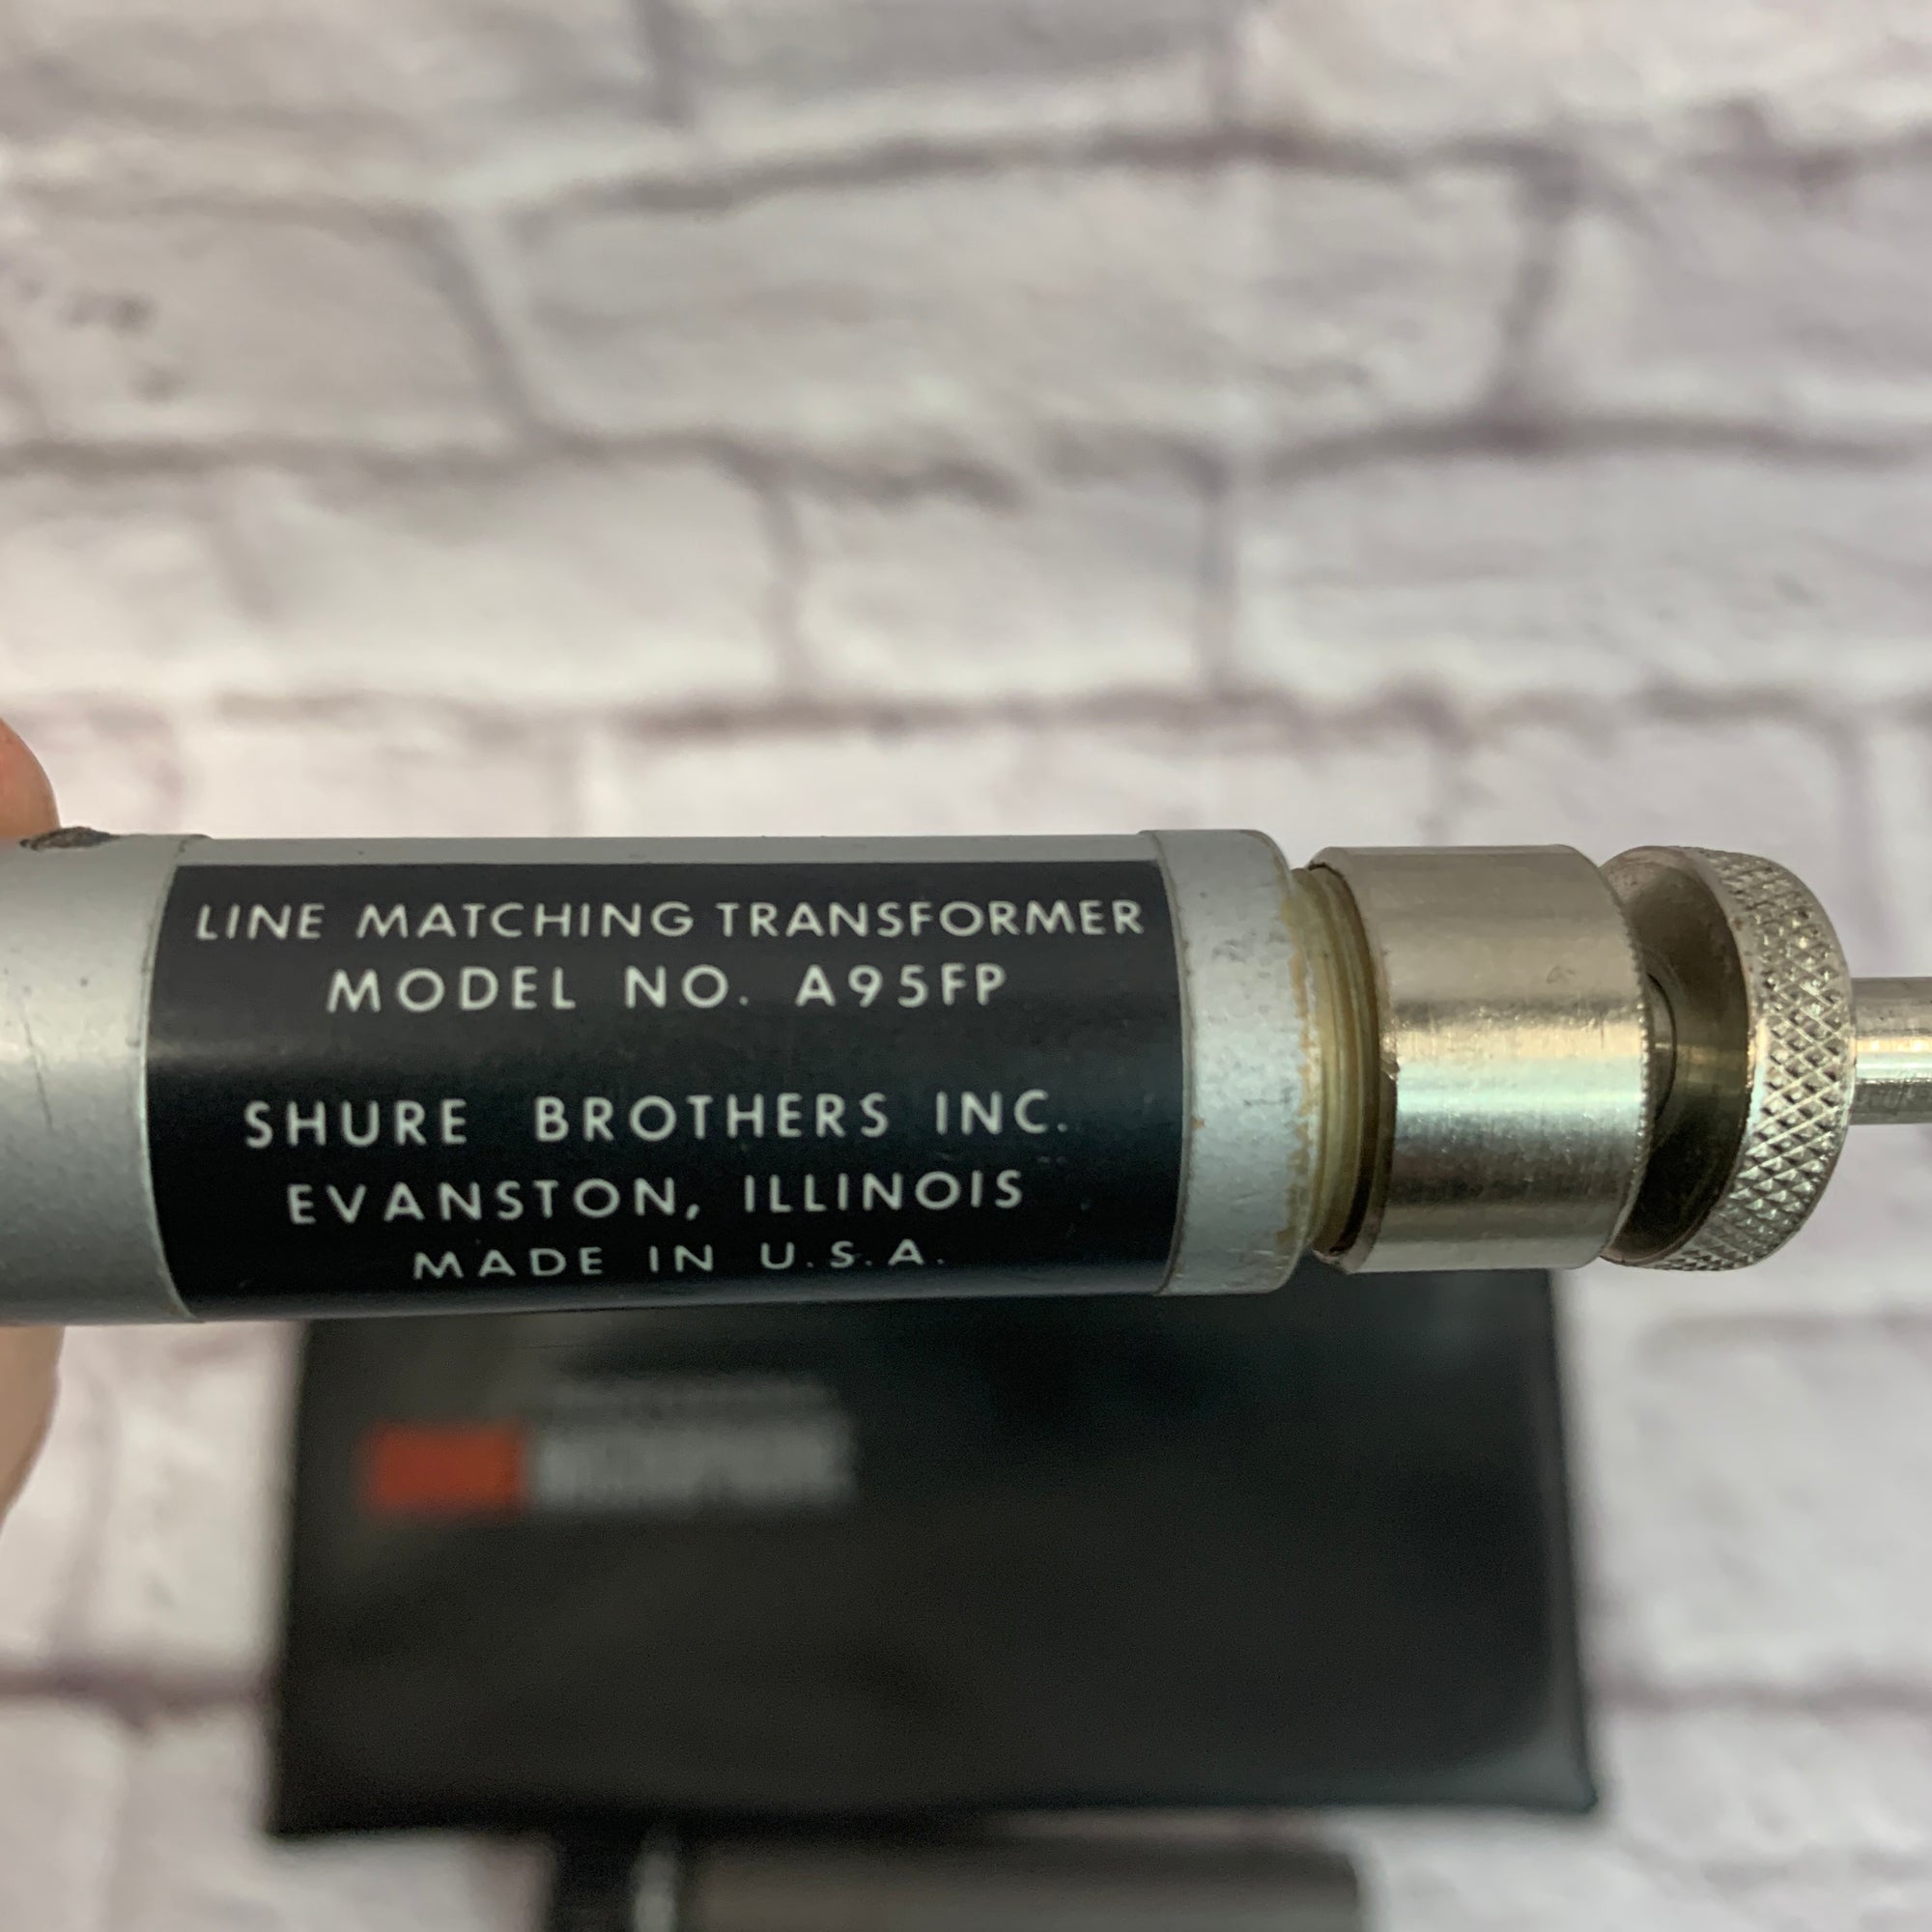 LINE MATCHING TRANSFORMER
MODEL NO. A95FP
SHURE BROTHERS INC.
EVANSTON, ILLINOIS
MADE IN U.S.A.